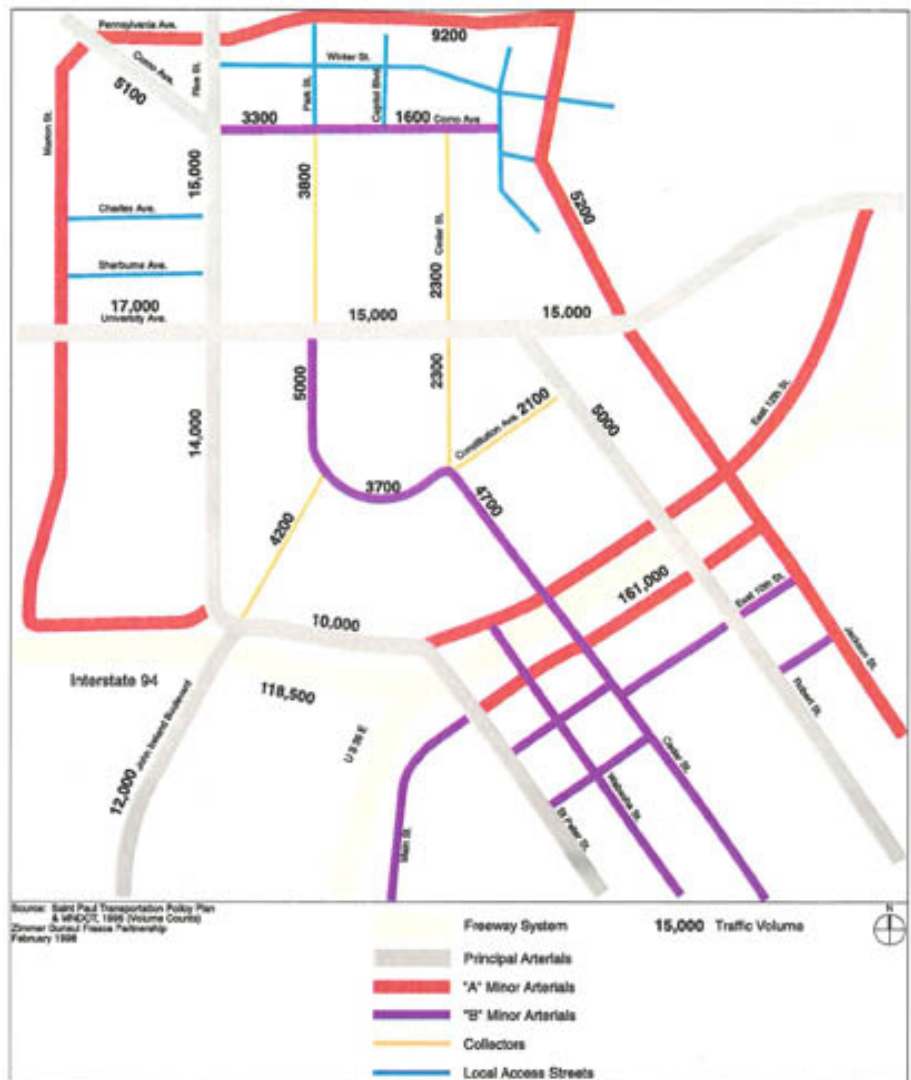 Pennsylvania Ave.
9200
Como Ave.
5100
Rice St.
Winter St.
Park St.
Capitol Blvd.
Marion St.
3300
1600 Como Ave
15,000
3800
Cedar St.
5200
Charles Ave.
Sherburne Ave.
2300
17,000
University Ave.
15,000
15.000
5000
2300
2100
Constitution Ave.
5000
East 12th St.
14,000
3700
4700
4200
161,000
East 10th St.
10,000
Jackson St.
Interstate 94
118,500
Robert St.
John Ireland Boulevard
12,000
U S 35 E
Cedar St.
Wabasha St.
St Peter St.
Main St.
Source: Saint Paul Transportation Policy Plan
& MNDOT, 1996 (Volume Counts)
Zimmer Gunsul Frasca Partnership
February 1998
N
Freeway System
15,000 Traffic Volume
Principal Arterials
"A" Minor Arterials
"B" Minor Arterials
Collectors
Local Access Streets